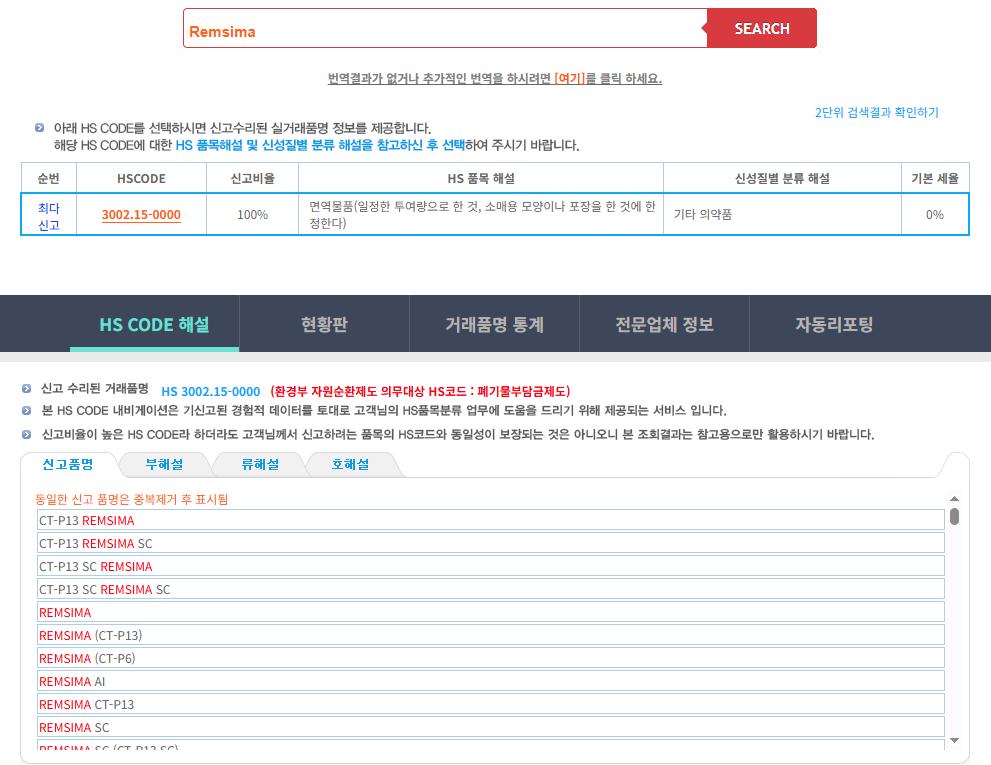 Remsima
SEARCH
번역결과가 없거나 추가적인 번역을 하시려면 [여기]를 클릭 하세요.
2단위 검색결과 확인하기
아래 HS CODE를 선택하시면 신고수리된 실거래품명 정보를 제공합니다.
해당 HS CODE에 대한 HS 품목해설 및 신성질별 분류 해설을 참고하신 후 선택하여 주시기 바랍니다.
순번 HSCODE 신고비율 HS 품목 해설 신성질별 분류 해설 기본 세율
최다
신고
3002.15-0000
100%
면역물품(일정한 투여량으로 한 것, 소매용 모양이나 포장을 한 것에 한
정한다)
기타 의약품
0%
HS CODE 해설 현황판 거래품명 통계 전문업체 정보 자동리포팅
신고 수리된 거래품명 HS 3002.15-0000 (환경부 자원순환제도 의무대상 HS코드 : 폐기물부담금제도)
본 HS CODE 내비게이션은 기신고된 경험적 데이터를 토대로 고객님의 HS품목분류 업무에 도움을 드리기 위해 제공되는 서비스 입니다.
신고비율이 높은 HS CODE라 하더라도 고객님께서 신고하려는 품목의 HS코드와 동일성이 보장되는 것은 아니오니 본 조회결과는 참고용으로만 활용하시기 바랍니다.
신고품명 부해설 류해설 호해설
동일한 신고 품명은 중복제거 후 표시됨
CT-P13 REMSIMA
CT-P13 REMSIMA SC
CT-P13 SC REMSIMA
CT-P13 SC REMSIMA SC
REMSIMA
REMSIMA (CT-P13)
REMSIMA (CT-P6)
REMSIMA AI
REMSIMA CT-P13
REMSIMA SC
REMSIMA SC (CT-P13 SC)